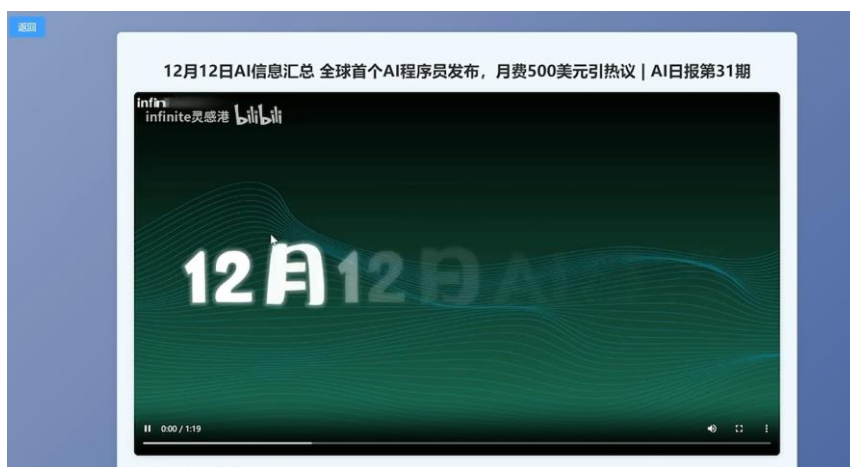 返回
12月12日AI信息汇总 全球首个AI程序员发布，月费500美元引热议 | AI日报第31期
infin
infinite灵感港 bilibili
12月12日AI
0:00 / 1:19